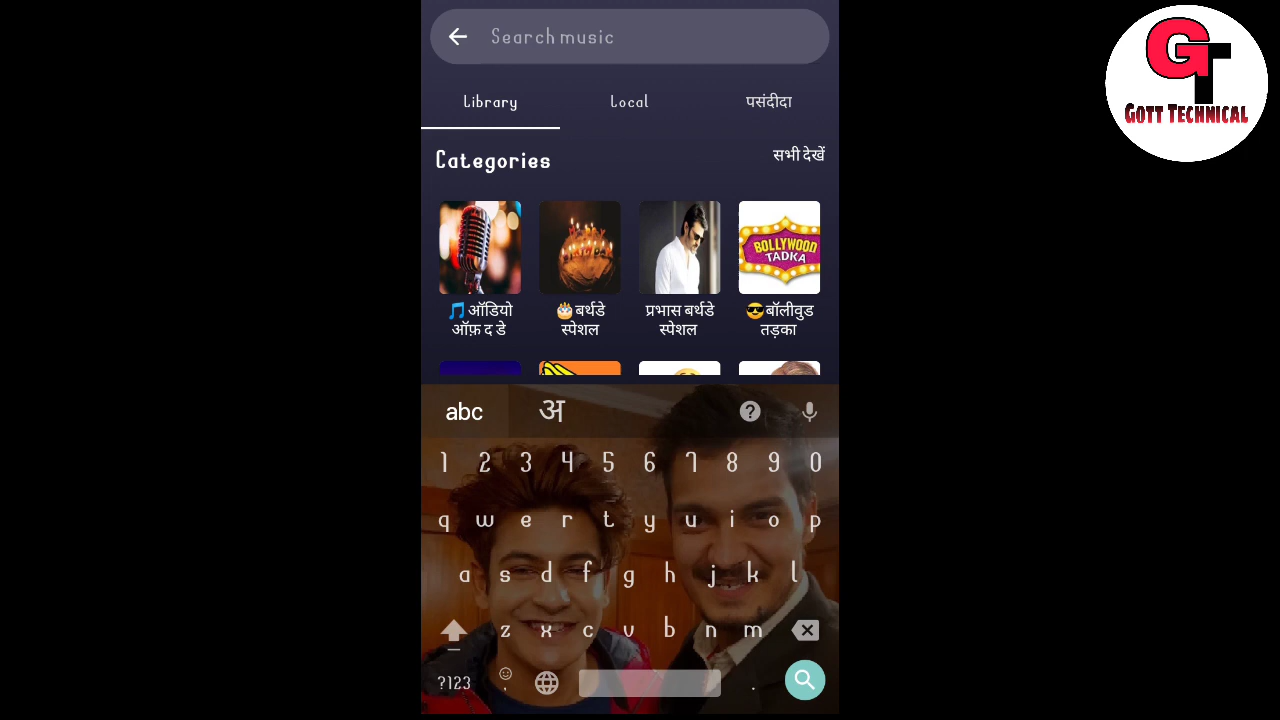 Search music
Library Local पसंदीदा
Categories सभी देखें
BOLLYWOOD
TADKA
🎵ऑडियो
ऑफ़ द डे
🎂बर्थडे
स्पेशल
प्रभास बर्थडे
स्पेशल
😎बॉलीवुड
तड़का
abc अ
1 2 3 4 5 6 7 8 9 0
q w e r t y u i o p
a s d f g h j k l
z x c v b n m
?123 , .
GT
GOTT TECHNICAL